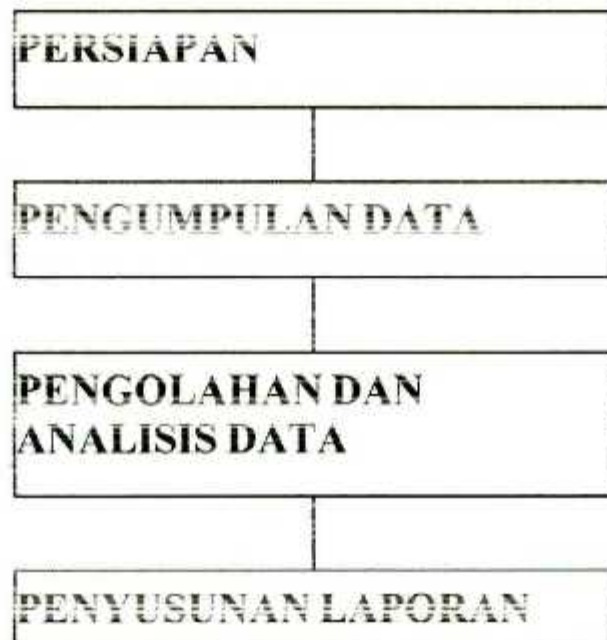 PERSIAPAN
PENGUMPULAN DATA
PENGOLAHAN DAN
ANALISIS DATA
PENYUSUNAN LAPORAN